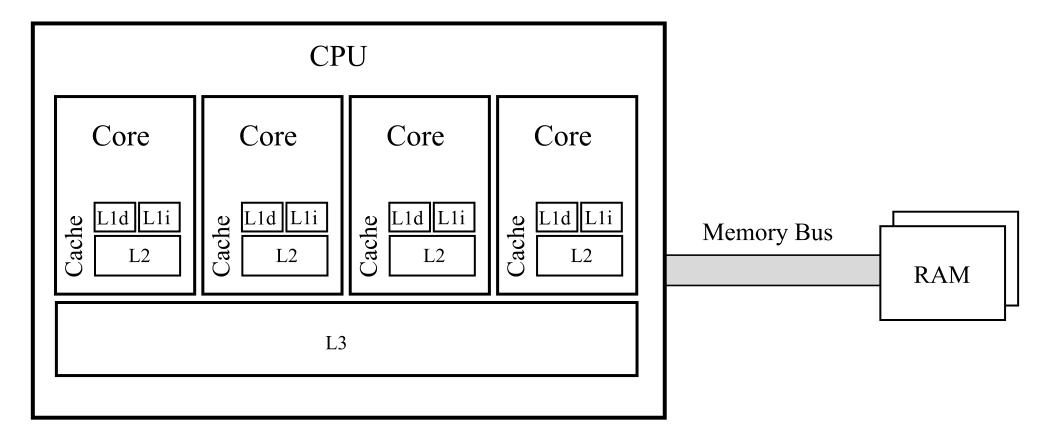 CPU
Core
Core
Core
Core
Cache
L1d
L1i
L2
Cache
L1d
L1i
L2
Cache
L1d
L1i
L2
Cache
L1d
L1i
L2
L3
Memory Bus
RAM